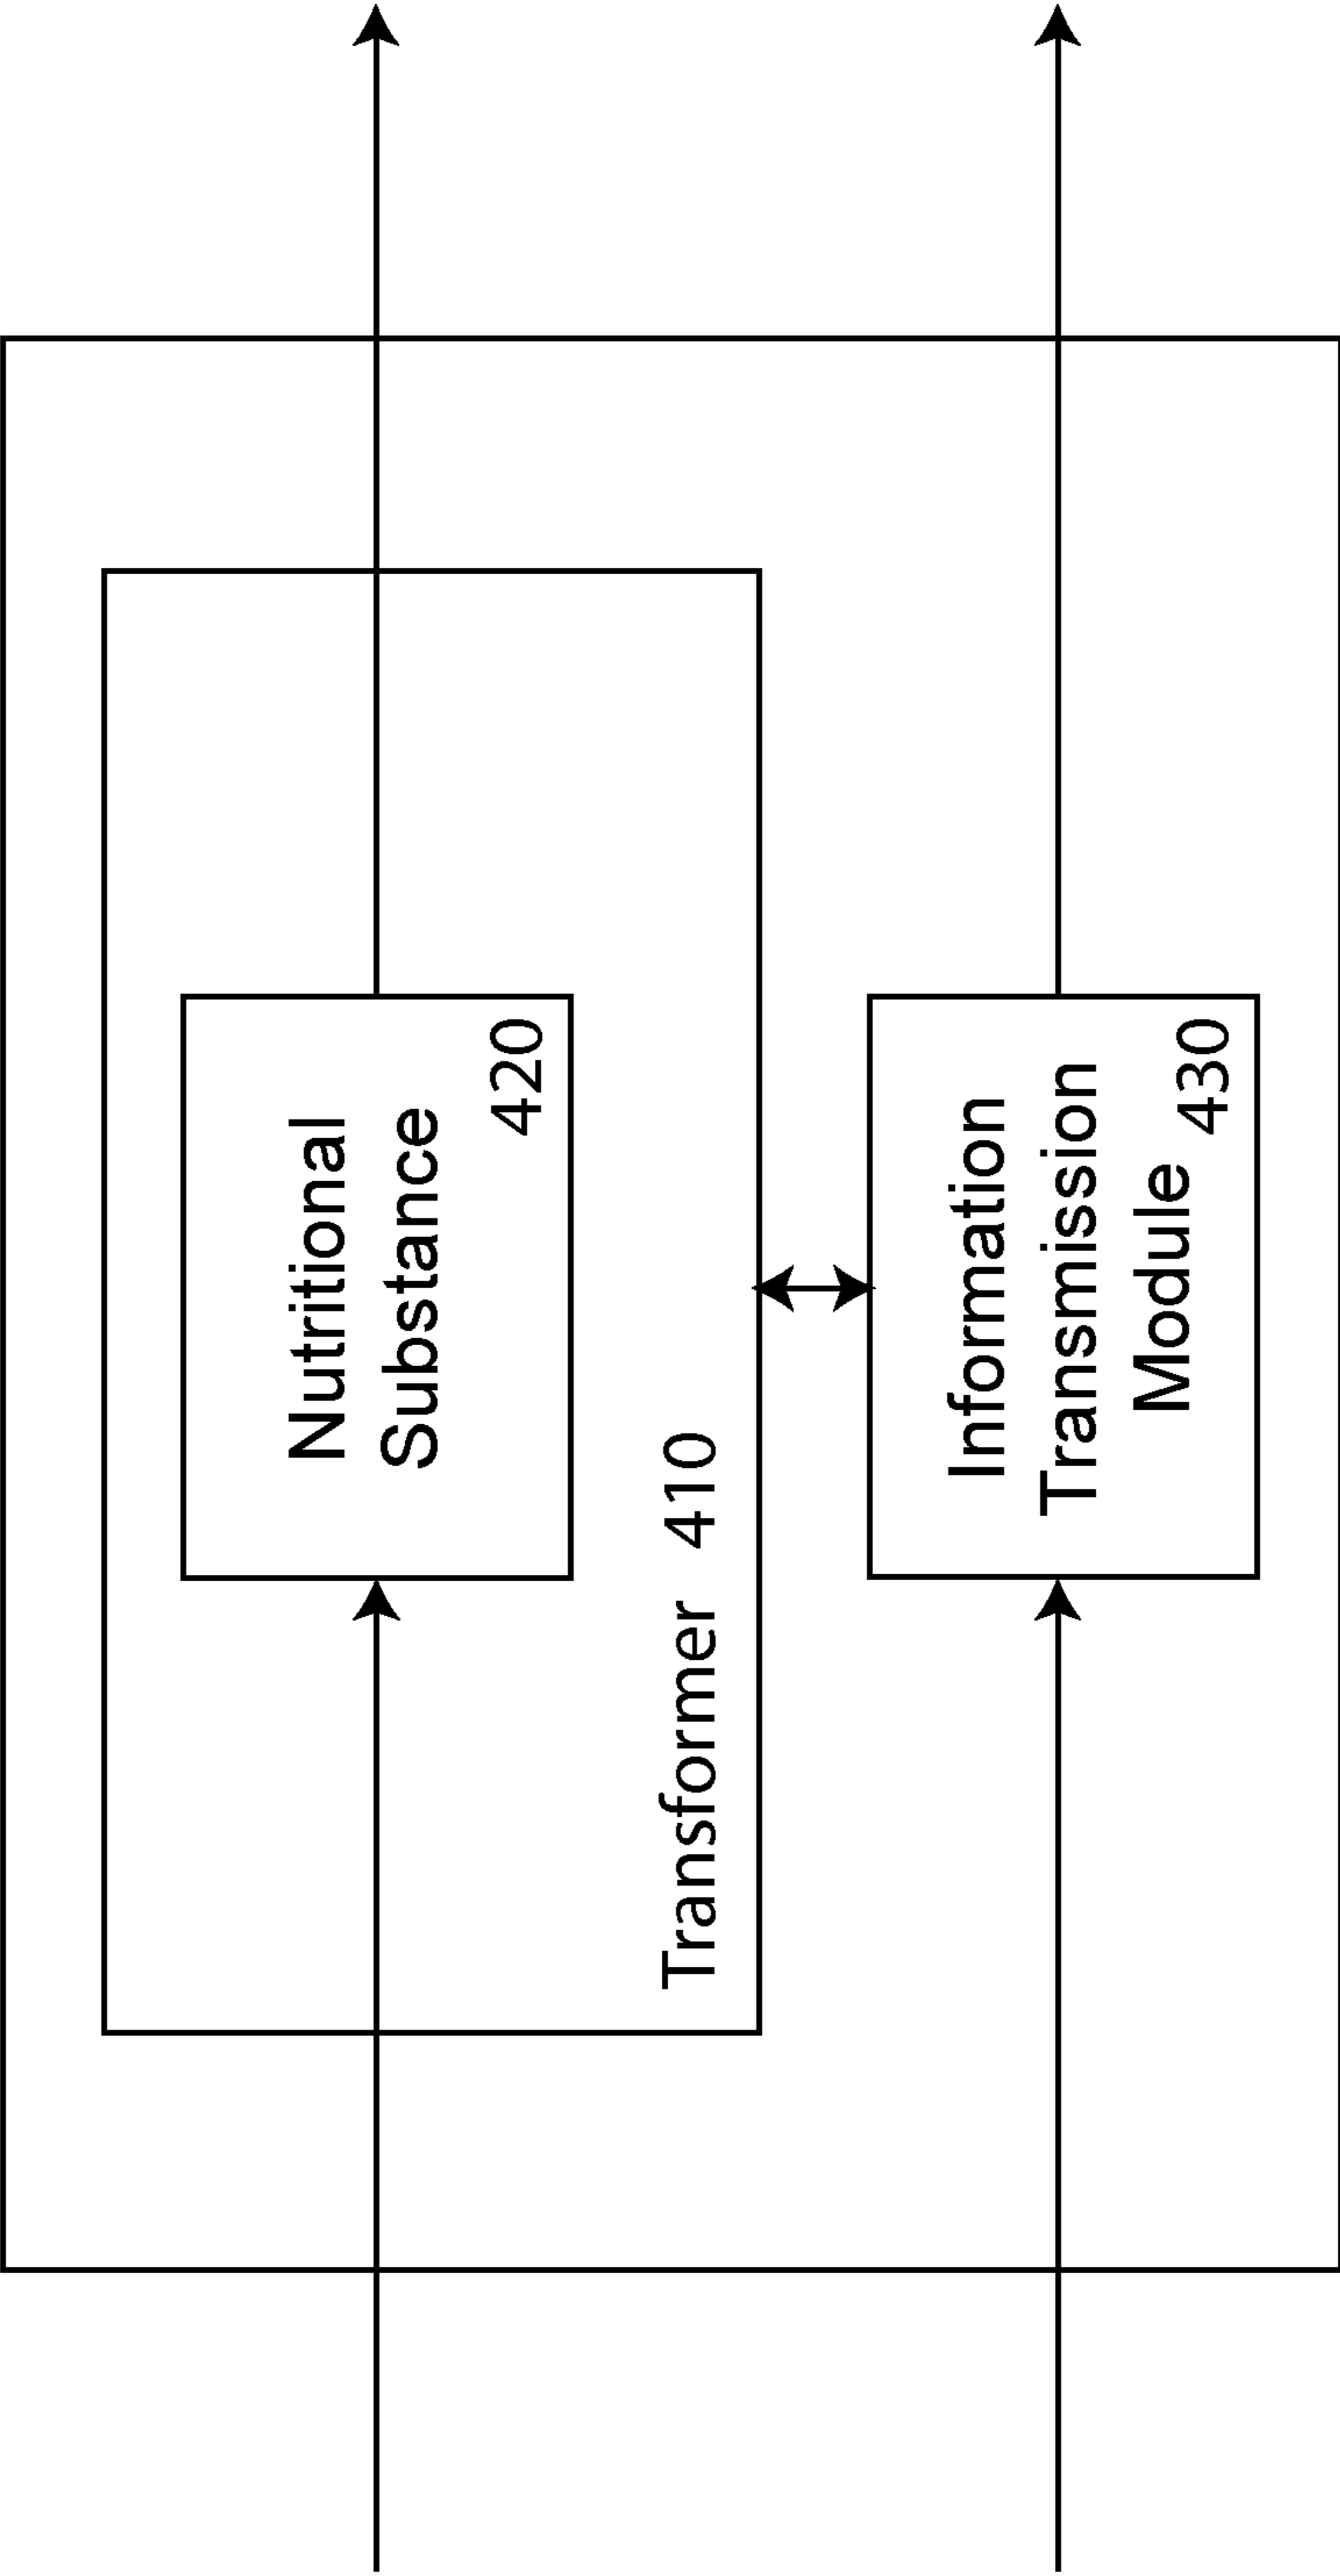 Nutritional
Substance
420
Transformer 410
Information
Transmission
Module
430